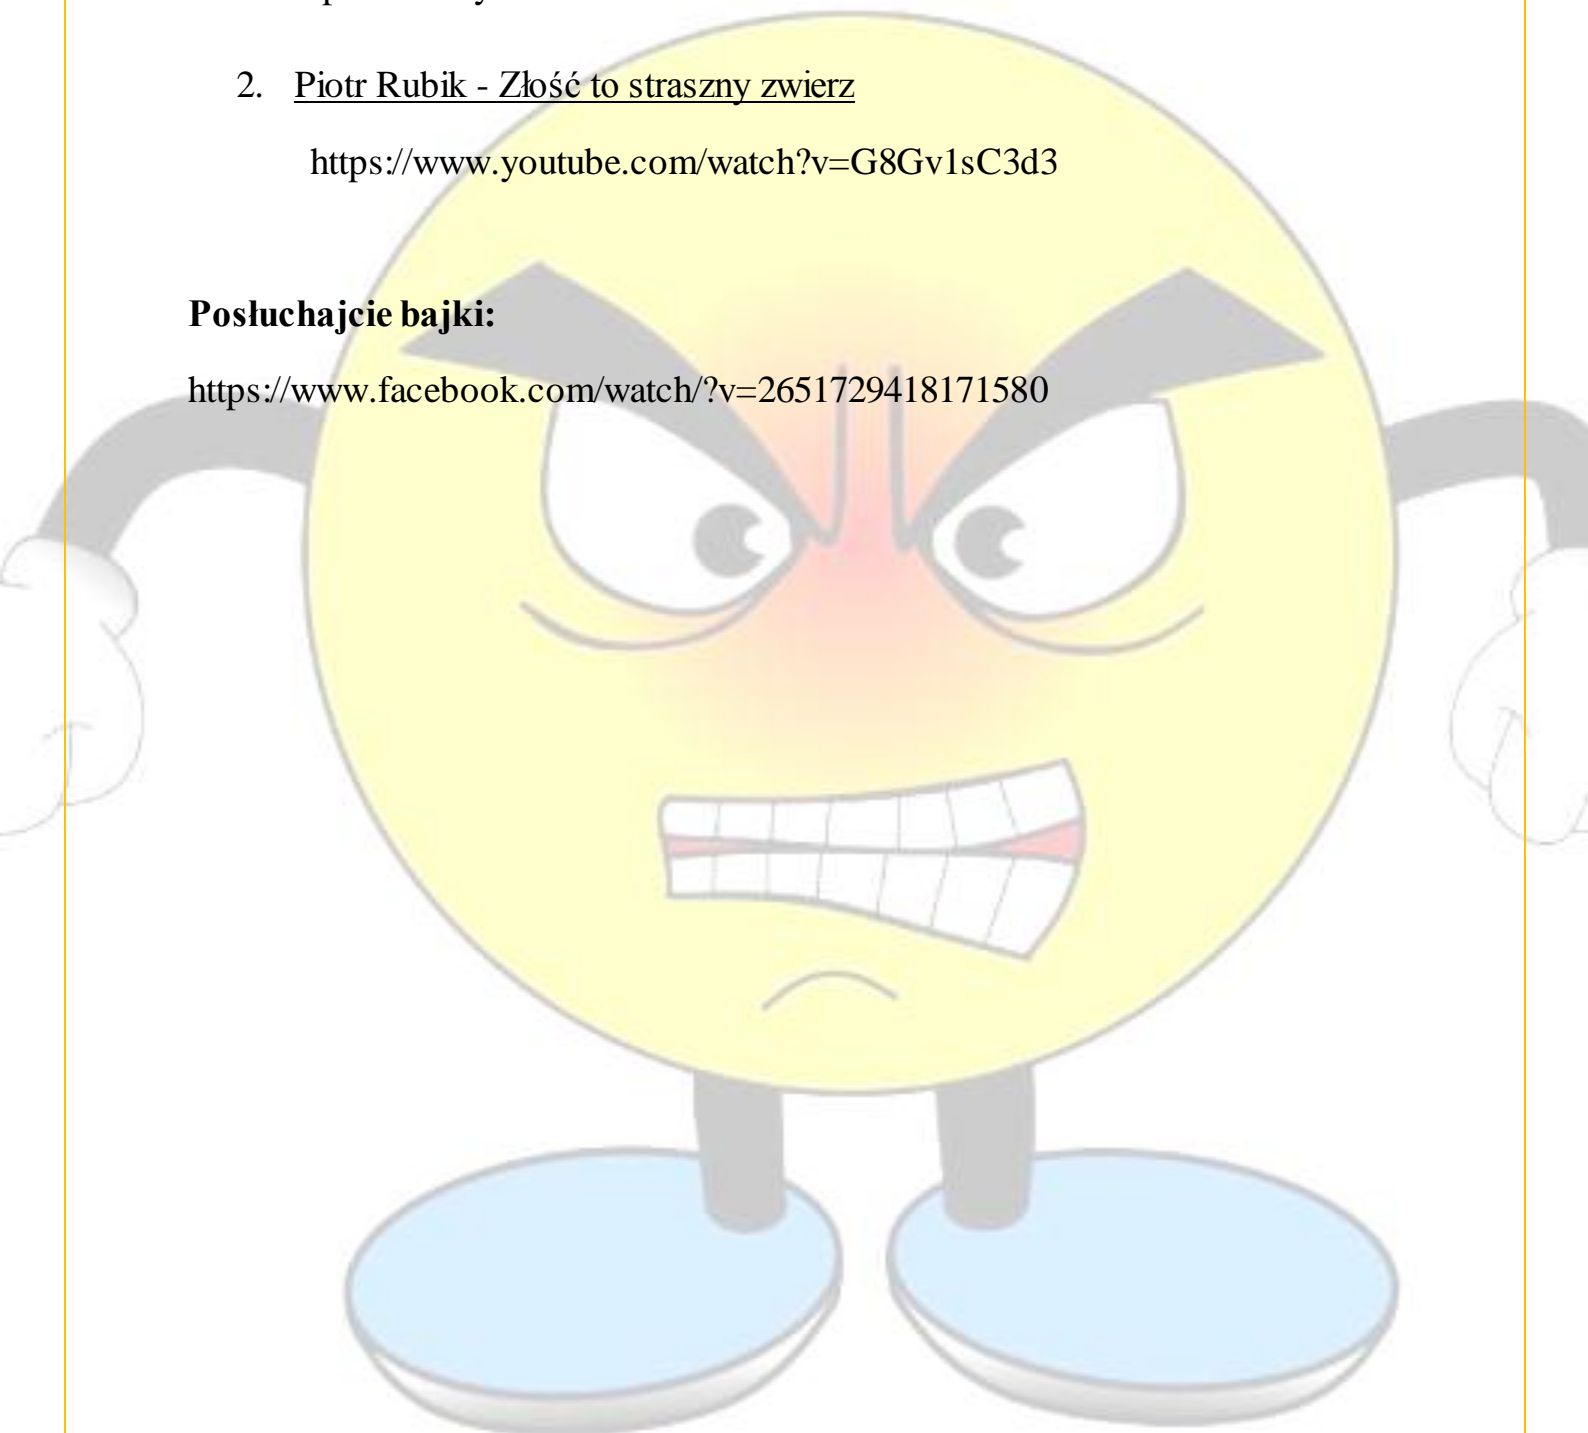 2. Piotr Rubik - Złość to straszny zwierz
https://www.youtube.com/watch?v=G8Gv1sC3d3
Posłuchajcie bajki:
https://www.facebook.com/watch/?v=2651729418171580